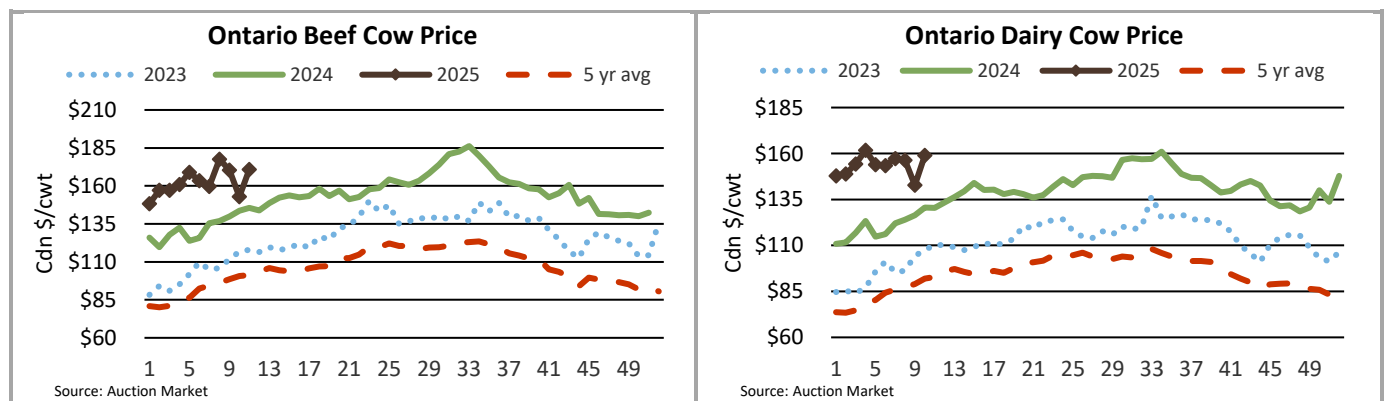 Ontario Beef Cow Price
2023 2024 2025 5 yr avg
Cdn $/cwt
$210
$185
$160
$135
$110
$85
$60
1 5 9 13 17 21 25 29 33 37 41 45 49
Source: Auction Market
Ontario Dairy Cow Price
2023 2024 2025 5 yr avg
Cdn $/cwt
$185
$160
$135
$110
$85
$60
1 5 9 13 17 21 25 29 33 37 41 45 49
Source: Auction Market